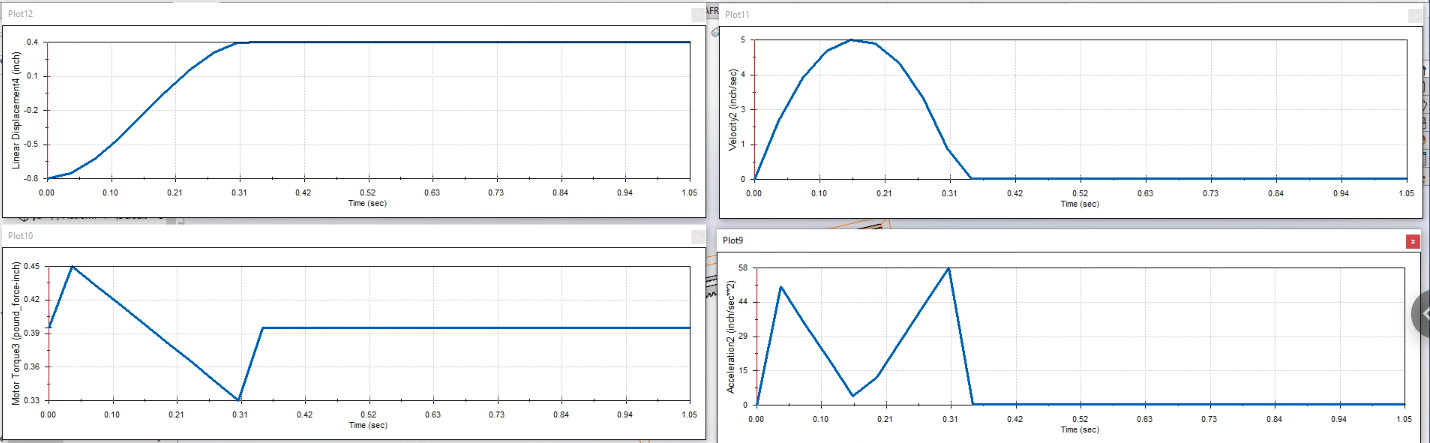 Plot12
Linear Displacement4 (inch)
0.4
0.1
-0.2
-0.5
-0.8
0.00 0.10 0.21 0.31 0.42 0.52 0.63 0.73 0.84 0.94 1.05
Time (sec)
AFR
Plot11
Velocity2 (inch/sec)
5
4
3
1
0
0.00 0.10 0.21 0.31 0.42 0.52 0.63 0.73 0.84 0.94 1.05
Time (sec)
Plot10
Motor Torque3 (pound_force-inch)
0.45
0.42
0.39
0.36
0.33
0.00 0.10 0.21 0.31 0.42 0.52 0.63 0.73 0.84 0.94 1.05
Time (sec)
Plot9
x
Acceleration2 (inch/sec**2)
58
44
29
15
0
0.00 0.10 0.21 0.31 0.42 0.52 0.63 0.73 0.84 0.94 1.05
Time (sec)